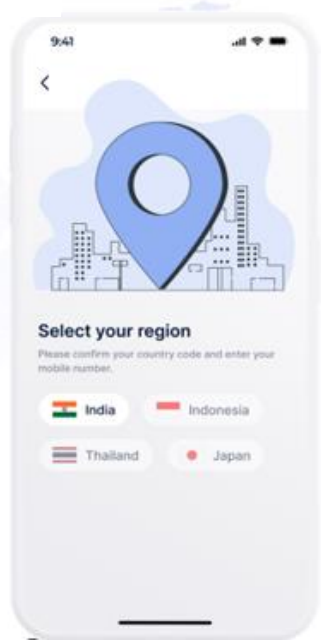 9:41
Select your region
Please confirm your country code and enter your
mobile number.
India Indonesia
Thailand Japan